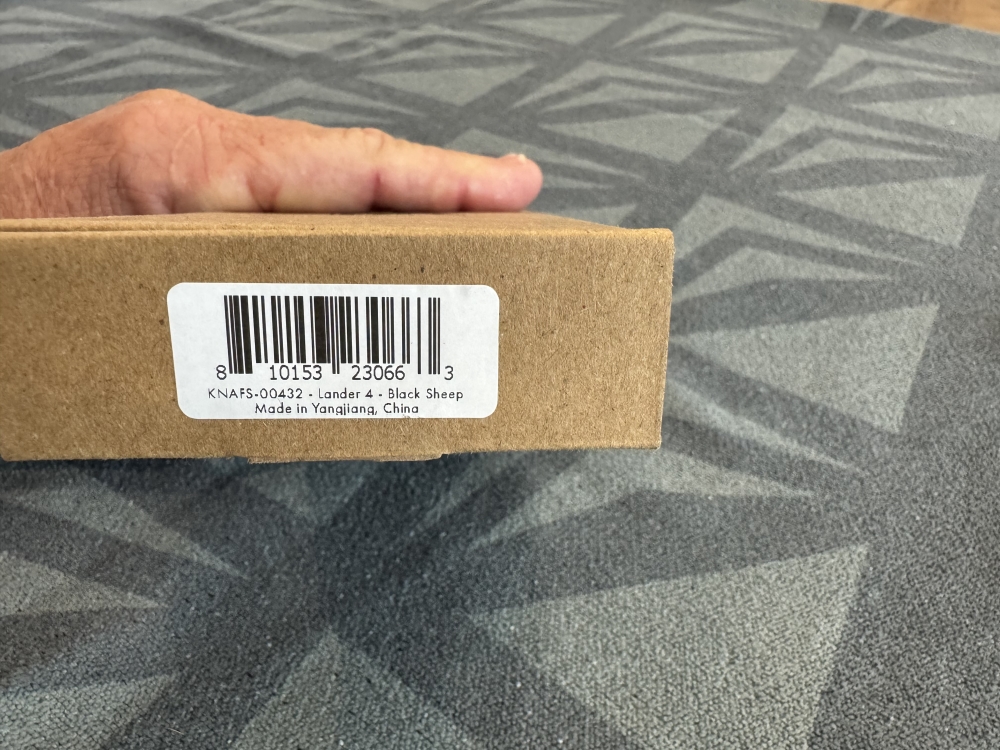 8 10153 23066 3
KNAFS-00432 - Lander 4 - Black Sheep
Made in Yangjiang, China